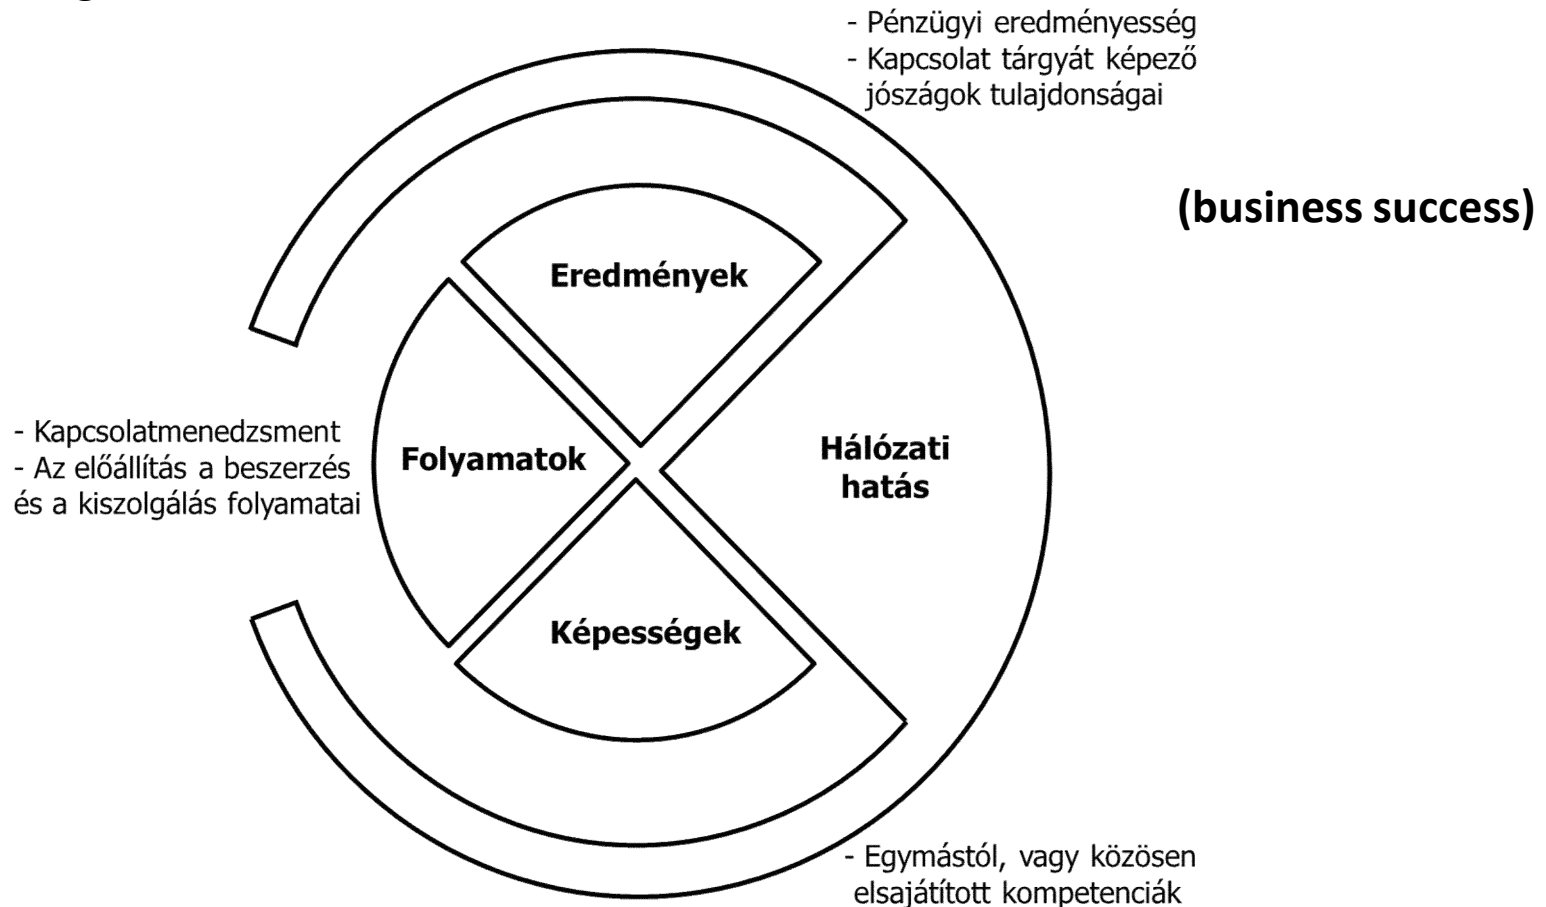 - Pénzügyi eredményesség
- Kapcsolat tárgyát képező
jószágok tulajdonságai
(business success)
Eredmények
- Kapcsolatmenedzsment
- Az előállítás a beszerzés
és a kiszolgálás folyamatai
Folyamatok
Hálózati
hatás
Képességek
- Egymástól, vagy közösen
elsajátított kompetenciák